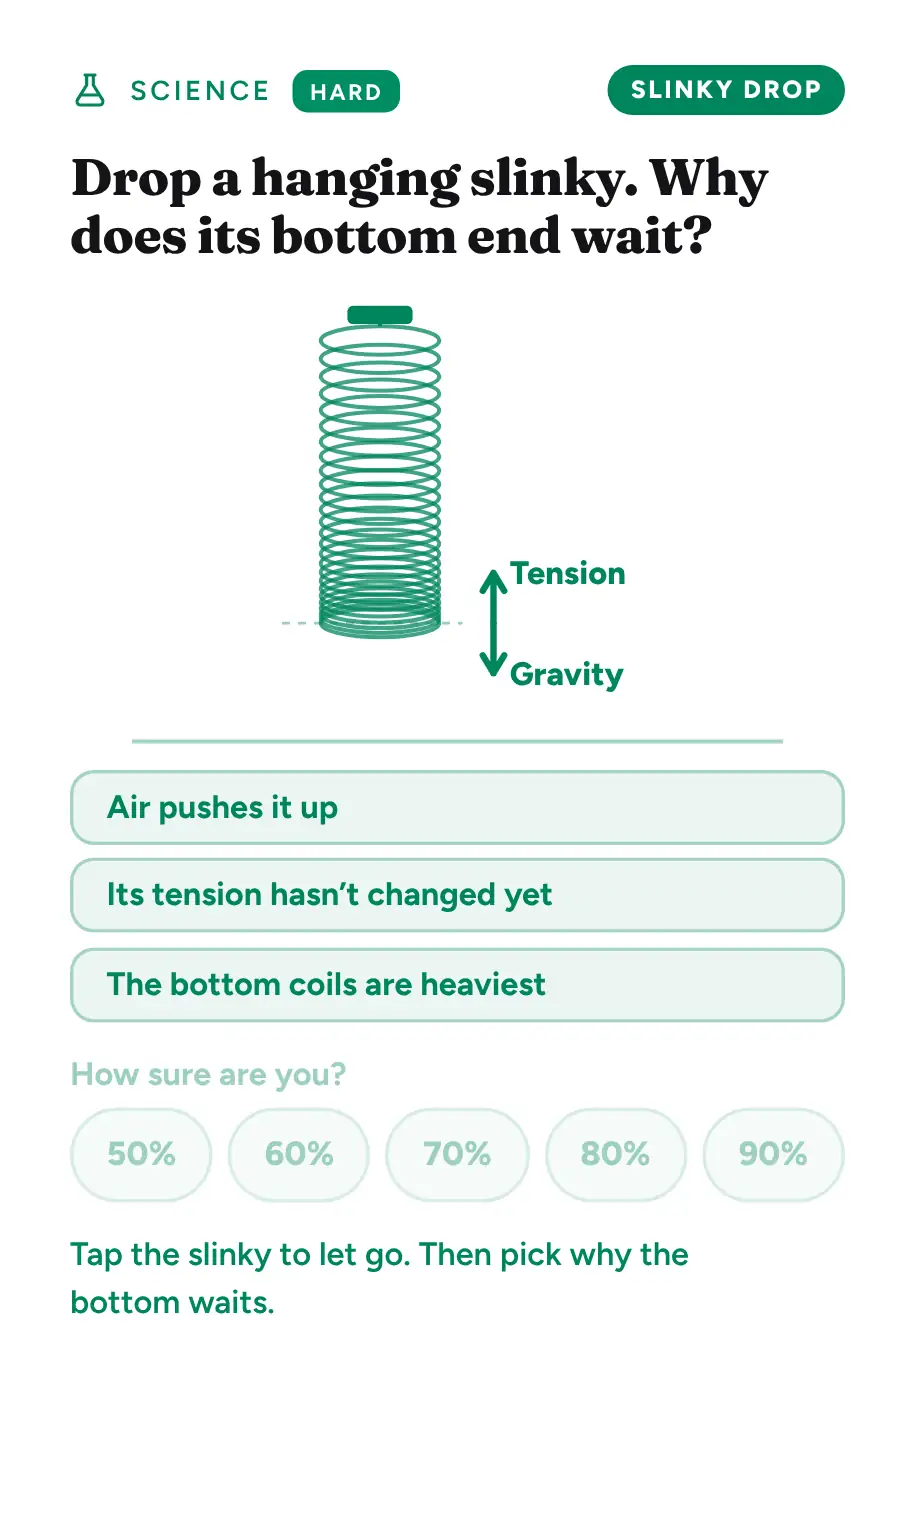 SCIENCE HARD SLINKY DROP
Drop a hanging slinky. Why
does its bottom end wait?
Tension
Gravity
Air pushes it up
Its tension hasn’t changed yet
The bottom coils are heaviest
How sure are you?
50% 60% 70% 80% 90%
Tap the slinky to let go. Then pick why the
bottom waits.